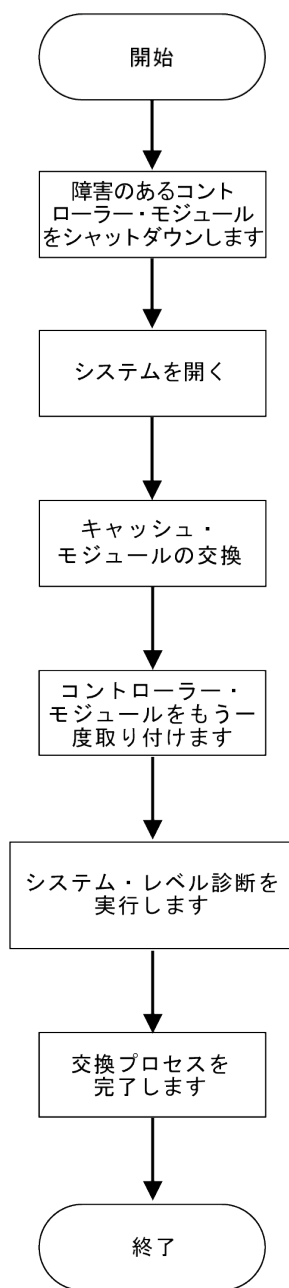 開始
障害のあるコント
ローラー・モジュール
をシャットダウンします
システムを開く
キャッシュ・
モジュールの交換
コントローラー・
モジュールをもう一
度取り付けます
システム・レベル診断を
実行します
交換プロセスを
完了します
終了